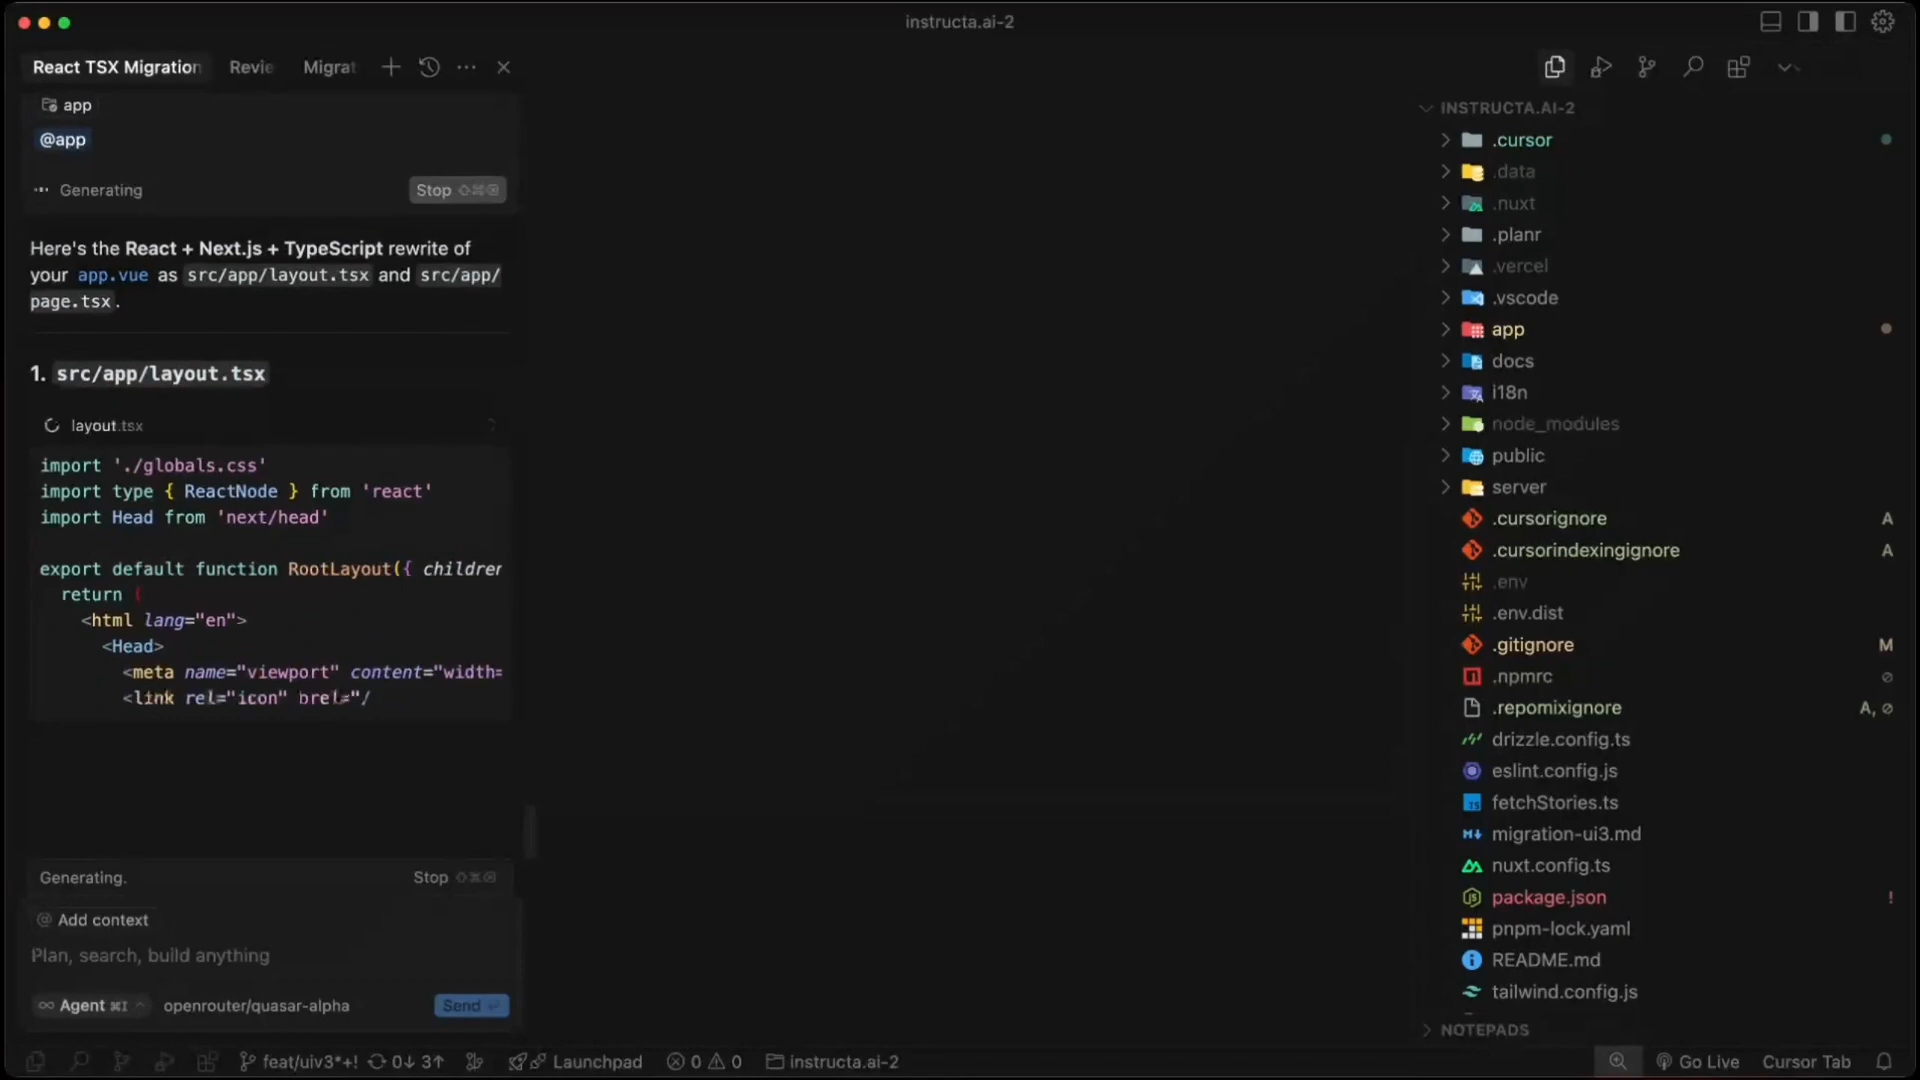 instructa.ai-2
React TSX Migration Revie Migrat
app
@app
Generating Stop
Here's the React + Next.js + TypeScript rewrite of
your app.vue as src/app/layout.tsx and src/app/
page.tsx.
1. src/app/layout.tsx
layout.tsx
import './globals.css'
import type { ReactNode } from 'react'
import Head from 'next/head'
export default function RootLayout({ children
return (
<html lang="en">
<Head>
<meta name="viewport" content="width=
<link rel="icon"
Generating. Stop
@ Add context
Plan, search, build anything
∞ Agent ⌘I openrouter/quasar-alpha Send
INSTRUCTA.AI-2
.cursor
.data
.nuxt
.planr
.vercel
.vscode
app
docs
i18n
node_modules
public
server
.cursorignore A
.cursorindexingignore A
.env
.env.dist
.gitignore M
.npmrc
.repomixignore A,
drizzle.config.ts
eslint.config.js
fetchStories.ts
migration-ui3.md
nuxt.config.ts
package.json !
pnpm-lock.yaml
README.md
tailwind.config.js
NOTEPADS
feat/uiv3*+! 0↓ 3↑ Launchpad 0 0 instructa.ai-2 Go Live Cursor Tab